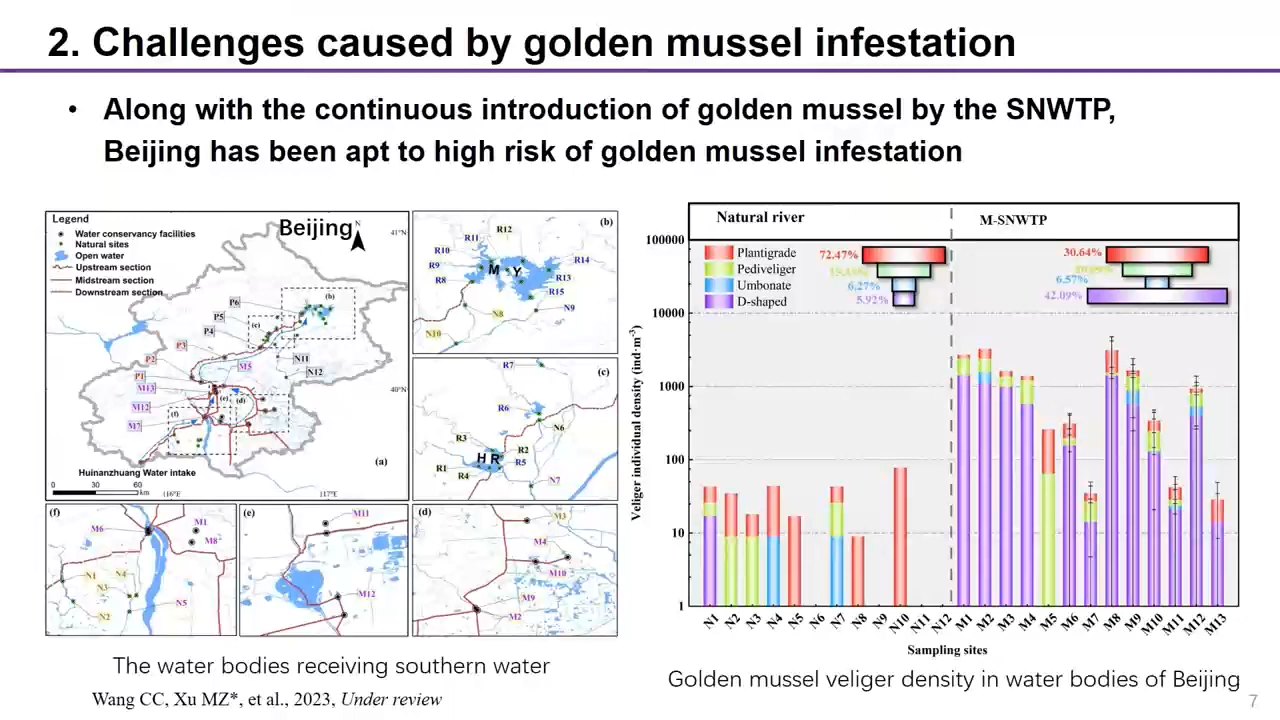 2. Challenges caused by golden mussel infestation
• Along with the continuous introduction of golden mussel by the SNWTP,
Beijing has been apt to high risk of golden mussel infestation
Legend
Water conservancy facilities
Natural sites
Open water
Upstream section
Midstream section
Downstream section
Beijing
N
41°N
40°N
P6
P5
P4
P3
P2
P1
M13
M12
M7
M5
N11
N12
(b)
(c)
(d)
(e)
(f)
Huinanzhuang Water intake
(a)
0 30 60
km
116°E
117°E
(b)
R12
R11
R10
R9
R8
R14
R13
R15
M Y
N8
N9
N10
(c)
R7
R6
N6
R3
R2
R1
R5
R4
H R
N7
(f)
M6
M1
M8
N1
N4
N3
N2
N5
(e)
M11
M12
(d)
M3
M4
M10
M9
M2
The water bodies receiving southern water
Wang CC, Xu MZ*, et al., 2023, Under review
Natural river
M-SNWTP
Plantigrade
Pediveliger
Umbonate
D-shaped
72.47%
6.27%
5.92%
30.64%
6.57%
42.09%
Veliger individual density (ind·m⁻³)
100000
10000
1000
100
10
1
N1 N2 N3 N4 N5 N6 N7 N8 N9 N10 N11 N12 M1 M2 M3 M4 M5 M6 M7 M8 M9 M10 M11 M12 M13
Sampling sites
Golden mussel veliger density in water bodies of Beijing
7